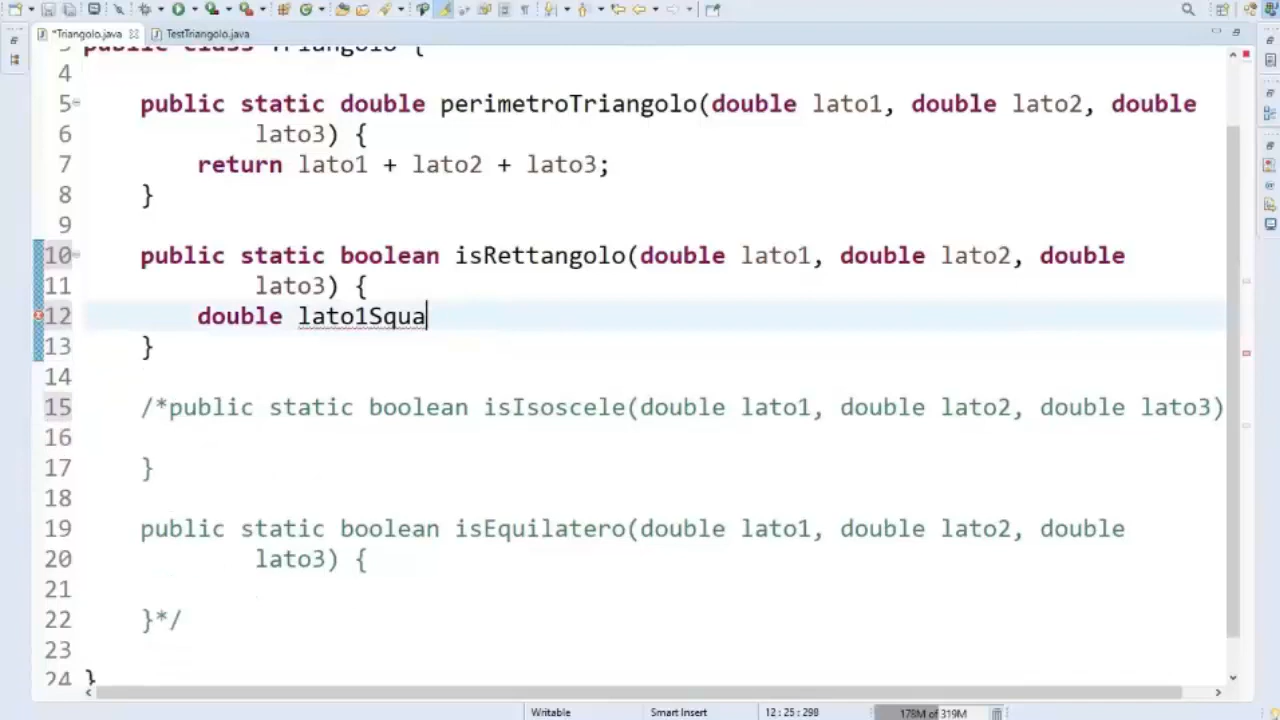 *Triangolo.java
TestTriangolo.java
3 public class Triangolo {
4
5 public static double perimetroTriangolo(double lato1, double lato2, double
6 lato3) {
7 return lato1 + lato2 + lato3;
8 }
9
10 public static boolean isRettangolo(double lato1, double lato2, double
11 lato3) {
12 double lato1Squa
13 }
14
15 /*public static boolean isIsoscele(double lato1, double lato2, double lato3)
16
17 }
18
19 public static boolean isEquilatero(double lato1, double lato2, double
20 lato3) {
21
22 }*/
23
24 }
Writable
Smart Insert
12 : 25 : 298
178M of 319M